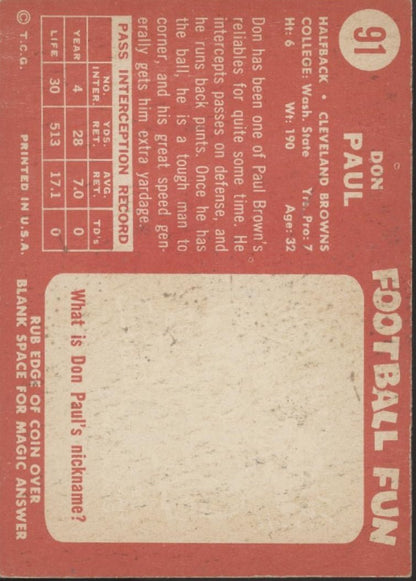 91
DON
PAUL
HALFBACK • CLEVELAND BROWNS
COLLEGE: Wash. State Yrs. Pro: 7
Ht: 6 Wt: 190 Age: 32
Don has been one of Paul Brown's
reliables for quite some time. He
intercepts passes on defense, and
he runs back punts. Once he has
the ball, he is a tough man to
corner, and his great speed gen-
erally gets him extra yardage.
PASS INTERCEPTION RECORD
NO. INTER. YDS. RET. AVG. RET. TD's
YEAR 4 28 7.0 0
LIFE 30 513 17.1 0
© T.C.G. PRINTED IN U.S.A.
FOOTBALL FUN
What is Don Paul's nickname?
RUB EDGE OF COIN OVER
BLANK SPACE FOR MAGIC ANSWER